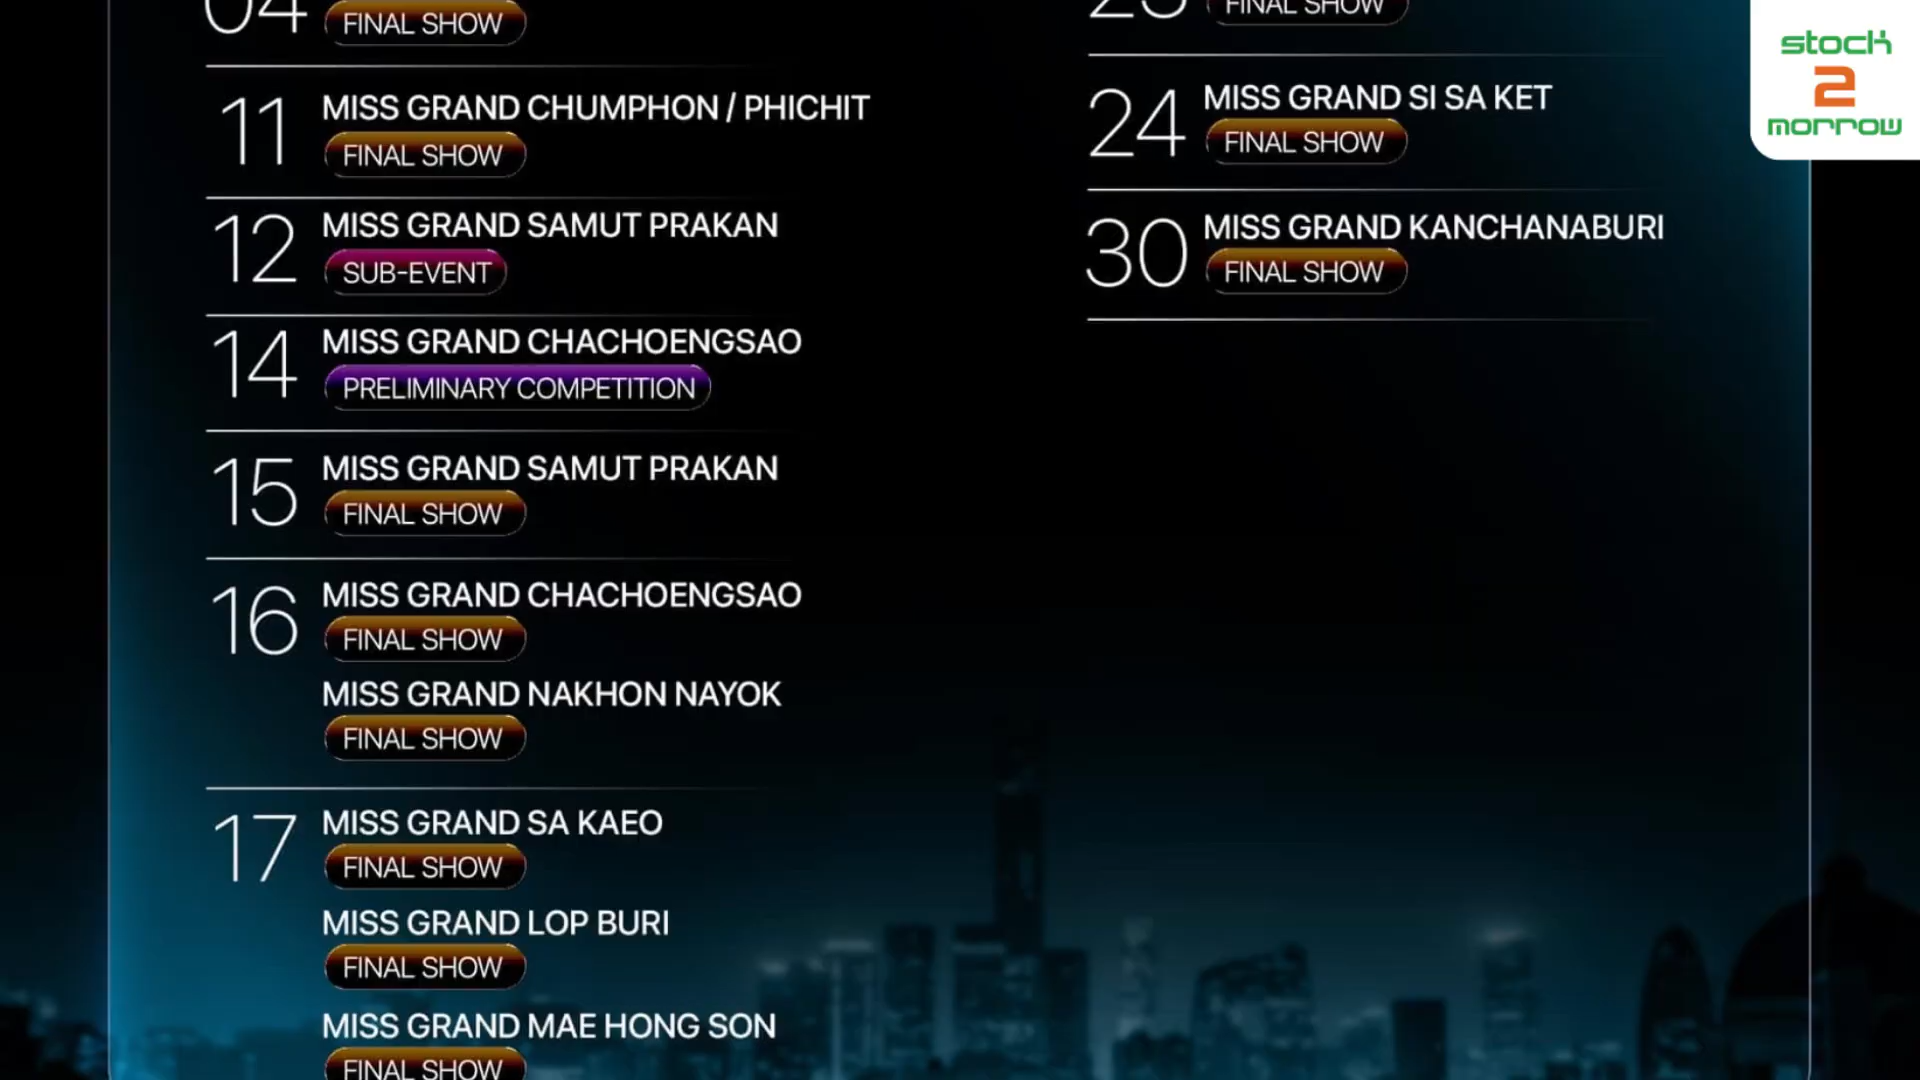 04
FINAL SHOW
11
MISS GRAND CHUMPHON / PHICHIT
FINAL SHOW
12
MISS GRAND SAMUT PRAKAN
SUB-EVENT
14
MISS GRAND CHACHOENGSAO
PRELIMINARY COMPETITION
15
MISS GRAND SAMUT PRAKAN
FINAL SHOW
16
MISS GRAND CHACHOENGSAO
FINAL SHOW
MISS GRAND NAKHON NAYOK
FINAL SHOW
17
MISS GRAND SA KAEO
FINAL SHOW
MISS GRAND LOP BURI
FINAL SHOW
MISS GRAND MAE HONG SON
FINAL SHOW
FINAL SHOW
24
MISS GRAND SI SA KET
FINAL SHOW
30
MISS GRAND KANCHANABURI
FINAL SHOW
stock
2
morrow